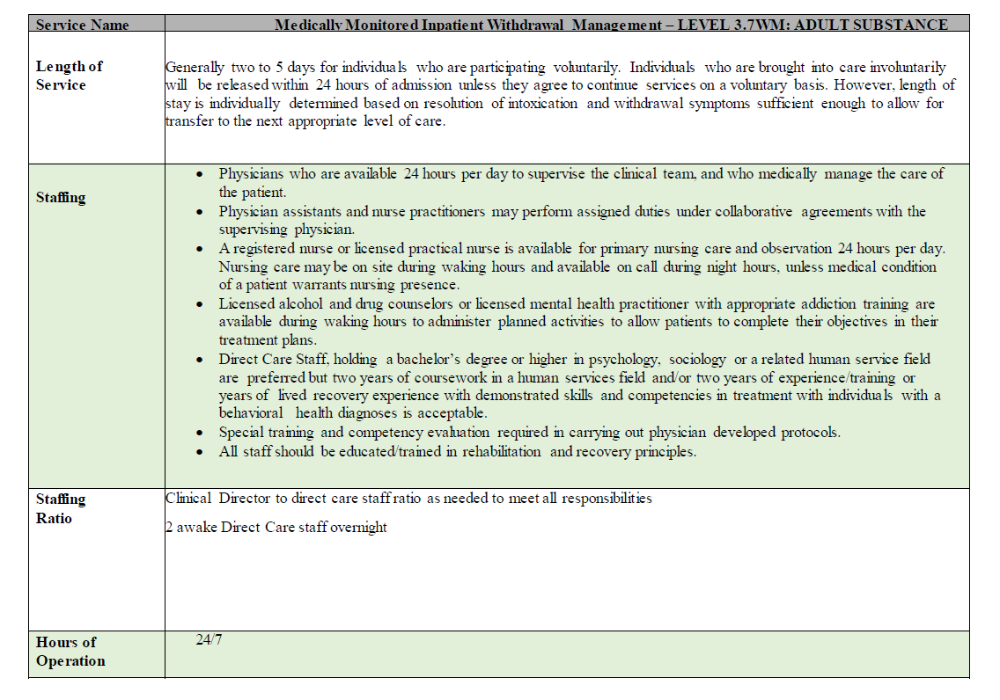 Service Name Medically Monitored Inpatient Withdrawal Management – LEVEL 3.7WM: ADULT SUBSTANCE
Length of
Service
Generally two to 5 days for individuals who are participating voluntarily. Individuals who are brought into care involuntarily
will be released within 24 hours of admission unless they agree to continue services on a voluntary basis. However, length of
stay is individually determined based on resolution of intoxication and withdrawal symptoms sufficient enough to allow for
transfer to the next appropriate level of care.
Staffing
• Physicians who are available 24 hours per day to supervise the clinical team, and who medically manage the care of
the patient.
• Physician assistants and nurse practitioners may perform assigned duties under collaborative agreements with the
supervising physician.
• A registered nurse or licensed practical nurse is available for primary nursing care and observation 24 hours per day.
Nursing care may be on site during waking hours and available on call during night hours, unless medical condition
of a patient warrants nursing presence.
• Licensed alcohol and drug counselors or licensed mental health practitioner with appropriate addiction training are
available during waking hours to administer planned activities to allow patients to complete their objectives in their
treatment plans.
• Direct Care Staff, holding a bachelor's degree or higher in psychology, sociology or a related human service field
are preferred but two years of coursework in a human services field and/or two years of experience/training or
years of lived recovery experience with demonstrated skills and competencies in treatment with individuals with a
behavioral health diagnoses is acceptable.
• Special training and competency evaluation required in carrying out physician developed protocols.
• All staff should be educated/trained in rehabilitation and recovery principles.
Staffing
Ratio
Clinical Director to direct care staff ratio as needed to meet all responsibilities
2 awake Direct Care staff overnight
Hours of
Operation
24/7